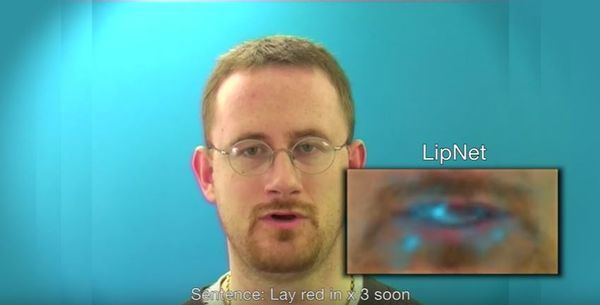 LipNet
Sentence: Lay red in x 3 soon